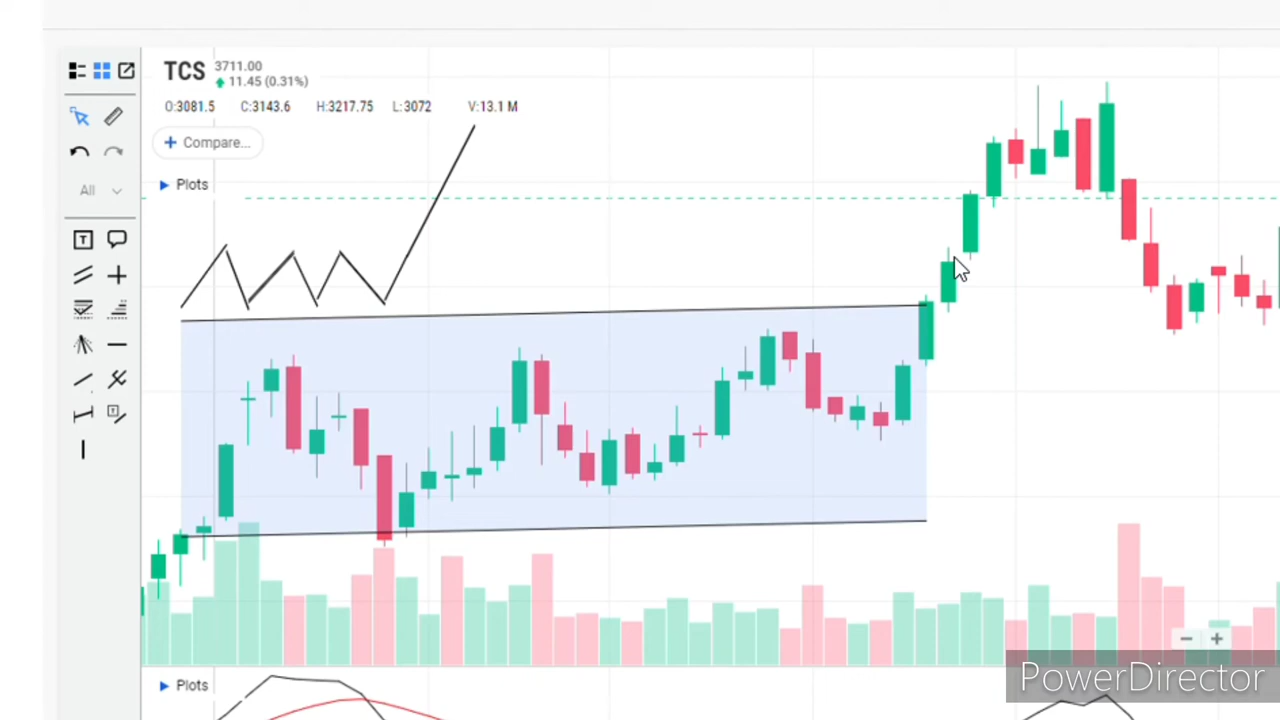 TCS 3711.00
11.45 (0.31%)
O:3081.5 C:3143.6 H:3217.75 L:3072 V:13.1 M
+ Compare...
Plots
All
T
T
Plots
PowerDirector